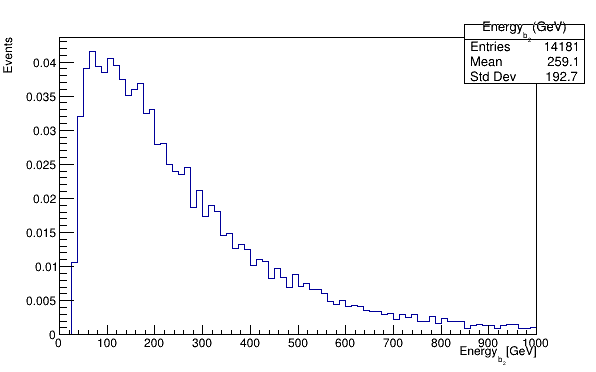 Energy_b2(GeV)
Entries 14181
Mean 259.1
Std Dev 192.7
Events
0.04
0.035
0.03
0.025
0.02
0.015
0.01
0.005
0
0 100 200 300 400 500 600 700 800 900 1000
Energy_b2[GeV]